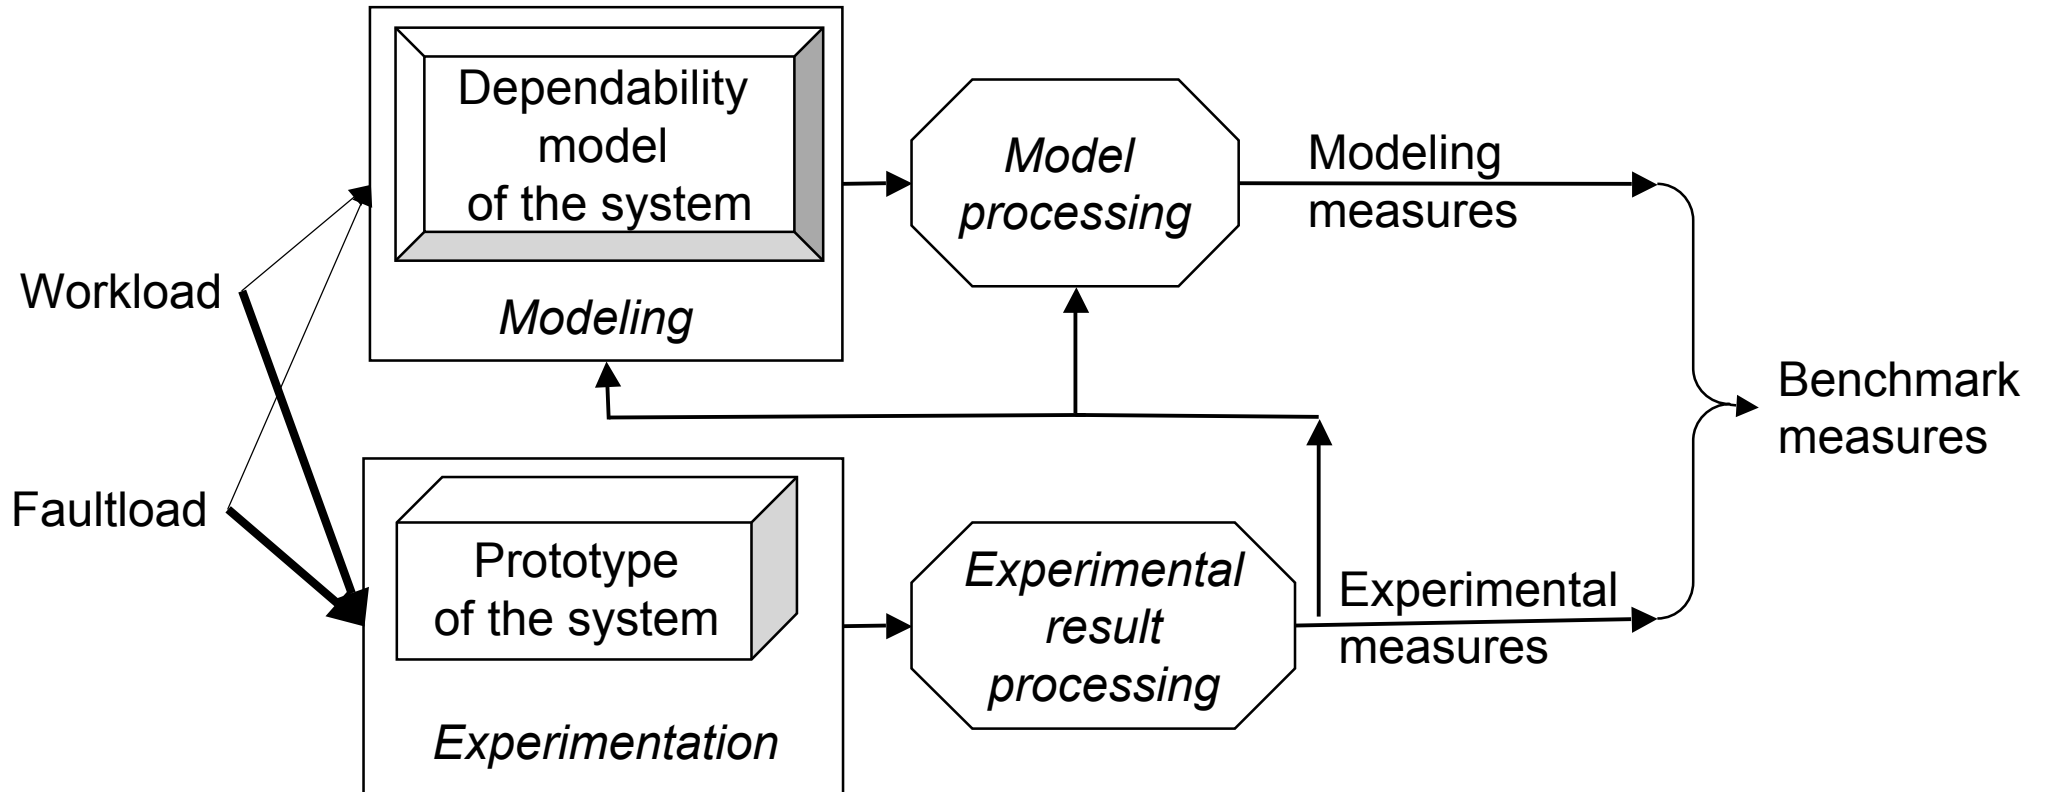 Dependability
model
of the system
Modeling
Model
processing
Modeling
measures
Workload
Faultload
Benchmark
measures
Prototype
of the system
Experimentation
Experimental
result
processing
Experimental
measures